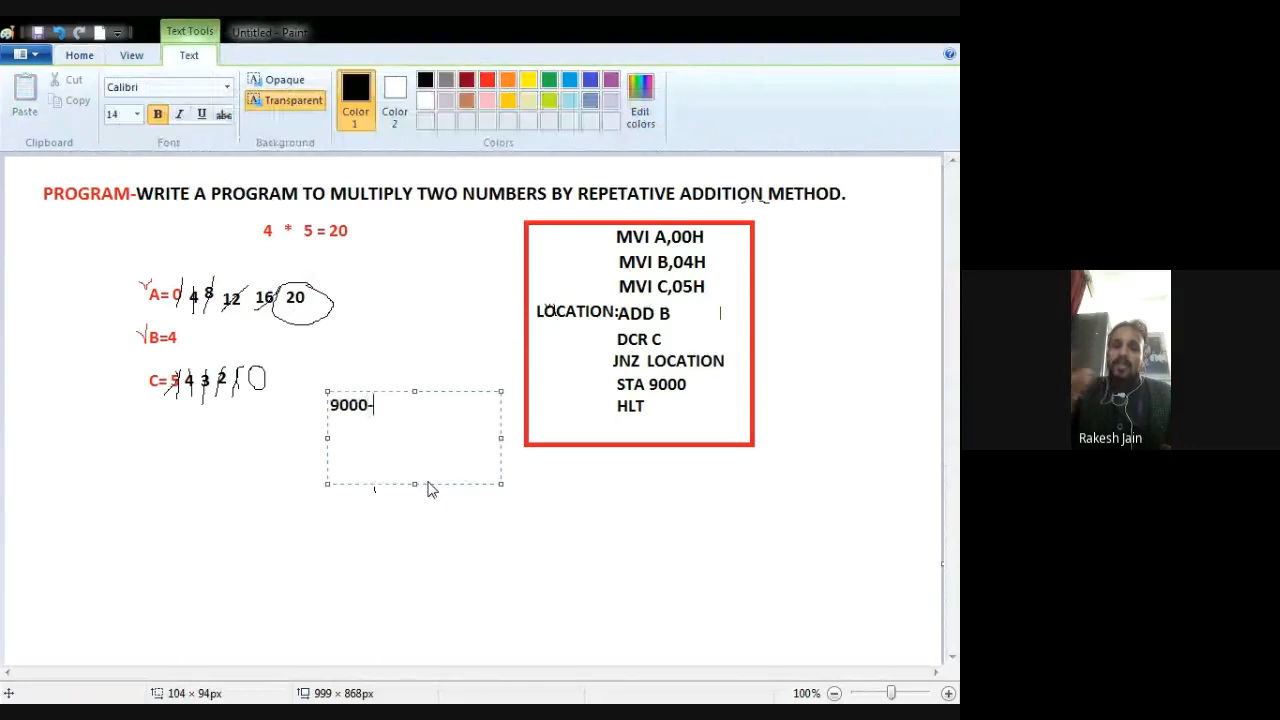 Text Tools
Untitled - Paint
Home View Text
Cut
Copy
Paste
Clipboard
Calibri
14 B I U abc
Font
Opaque
Transparent
Background
Color 1
Color 2
Edit colors
Colors
PROGRAM-WRITE A PROGRAM TO MULTIPLY TWO NUMBERS BY REPETATIVE ADDITION METHOD.
4 * 5 = 20
A= 0 4 8 12 16 20
B=4
C= 5 4 3 2 1 0
9000-
MVI A,00H
MVI B,04H
MVI C,05H
LOCATION:ADD B
DCR C
JNZ LOCATION
STA 9000
HLT
Rakesh Jain
104 × 94px
999 × 868px
100%